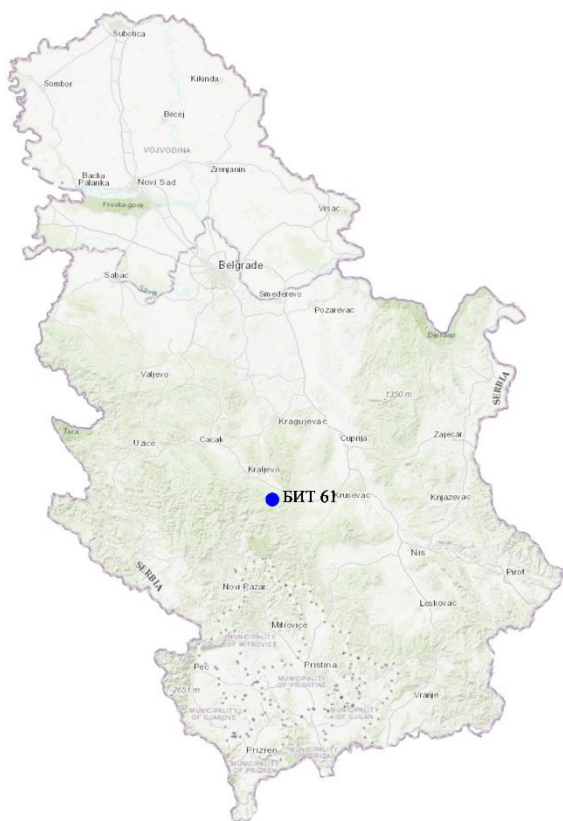 Subotica
Sombor
Kikinda
Becej
VOJVODINA
Backa
Palanka
Novi Sad
Zrenjanin
Fruska gora
Vrsac
Belgrade
Sabac
Sava
Smederevo
Pozarevac
Djerdap
Valjevo
1350 m
SERBIA
Kragujevac
Tara
Uzice
Cacak
Cuprija
Zajecar
Kraljevo
БИТ 61
Krusevac
Knjazevac
Nis
SERBIA
Pirot
Novi Pazar
Leskovac
Mitrovice
MUNICIPALITY
OF MITROVICE
Peć
Pristina
2651 m
MUNICIPALITY
OF PRISHTINE
Vranje
MUNICIPALITY
OF GJAKOVE
MUNICIPALITY
OF GJILAN
Prizren
MUNICIPALITY
MUNICIPALITY
OF PRIZREN